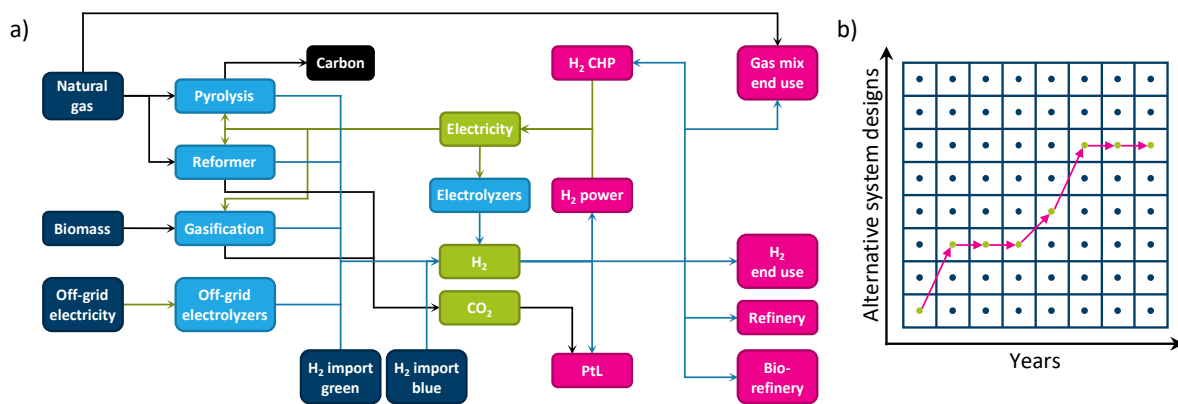 a)
Natural
gas
Biomass
Off-grid
electricity
Pyrolysis
Reformer
Gasification
Off-grid
electrolyzers
Carbon
H₂ import
green
H₂ import
blue
Electricity
Electrolyzers
H₂
CO₂
H₂ CHP
H₂ power
PtL
Gas mix
end use
H₂
end use
Refinery
Bio-
refinery
b)
Alternative system designs
Years